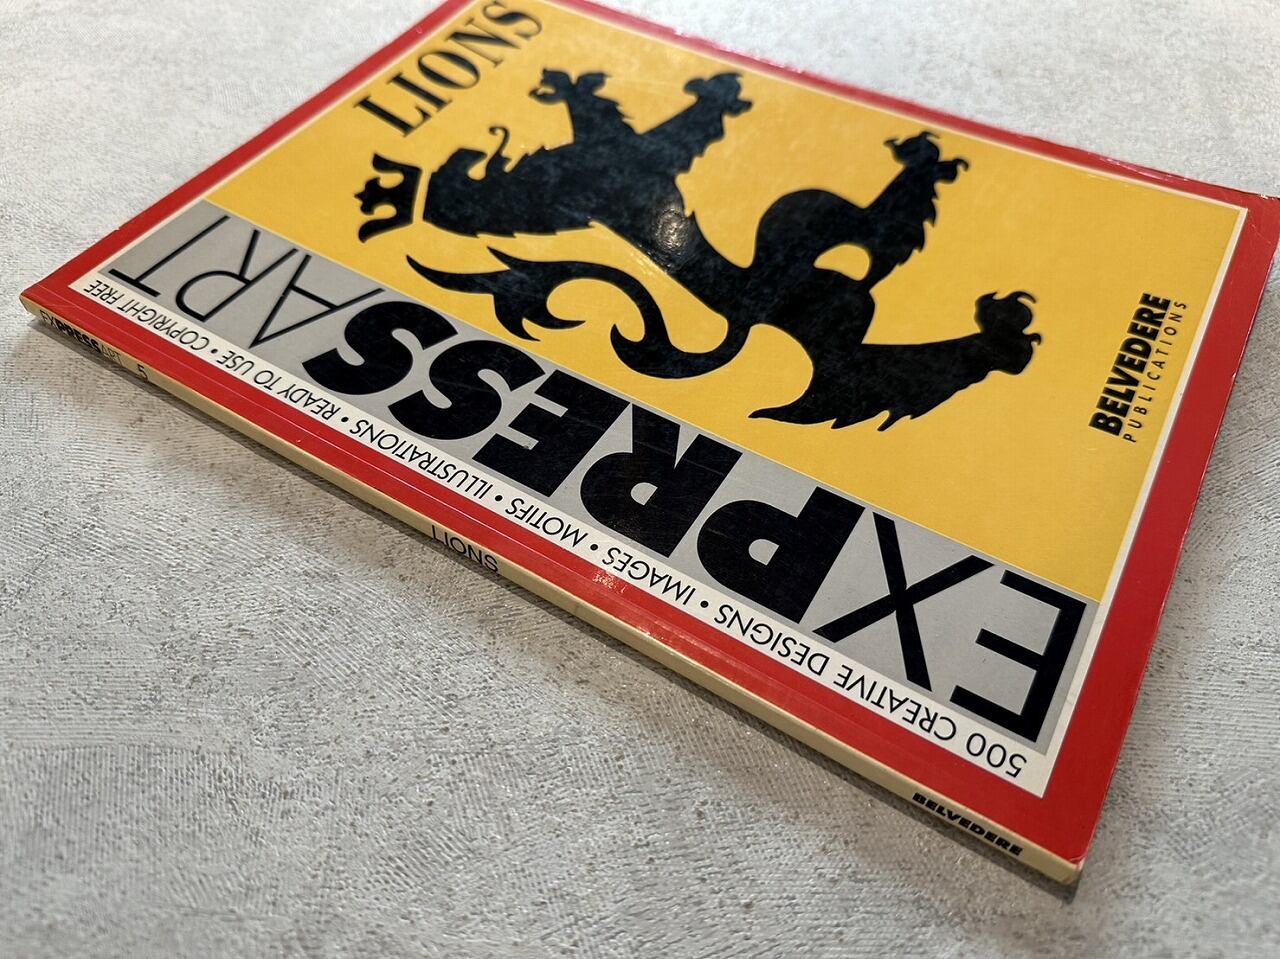 LIONS
BELVEDERE
PUBLICATIONS
EXPRESSART
500 CREATIVE DESIGNS • IMAGES • MOTIFS • ILLUSTRATIONS • READY TO USE • COPYRIGHT FREE
EXPRESSART 5
LIONS
BELVEDERE